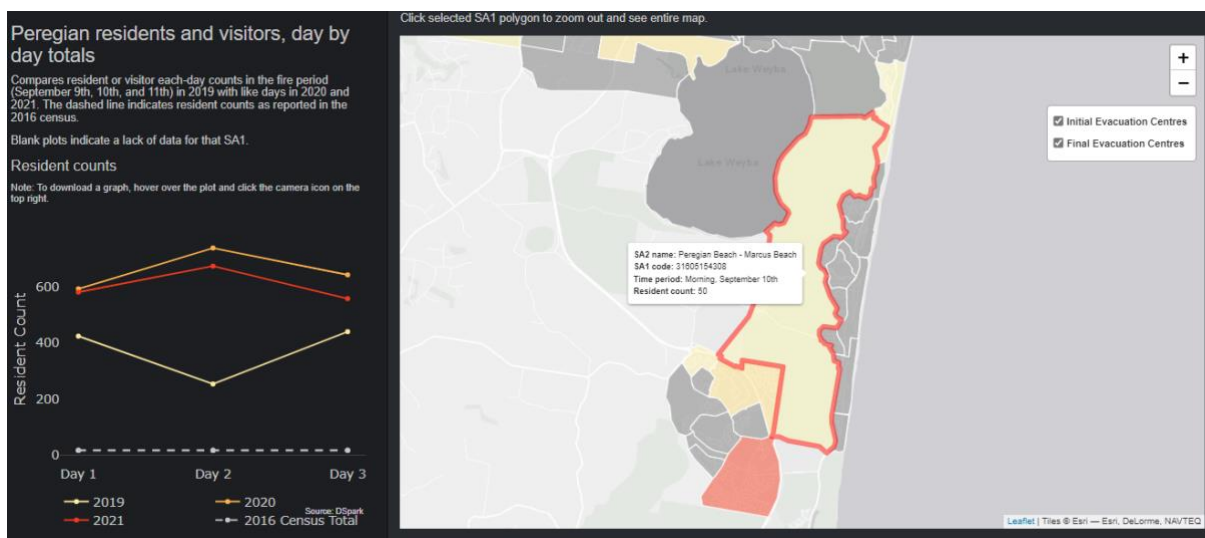 Peregian residents and visitors, day by
day totals
Compares resident or visitor each-day counts in the fire period
(September 9th, 10th, and 11th) in 2019 with like days in 2020 and
2021. The dashed line indicates resident counts as reported in the
2016 census.
Blank plots indicate a lack of data for that SA1.
Resident counts
Note: To download a graph, hover over the plot and click the camera icon on the
top right.
Resident Count
600
400
200
0
Day 1
Day 2
Day 3
2019
2020
2021
2016 Census Total
Source: DSpark
Click selected SA1 polygon to zoom out and see entire map.
Lake Weyba
Lake Weyba
+
−
Initial Evacuation Centres
Final Evacuation Centres
SA2 name: Peregian Beach - Marcus Beach
SA1 code: 31605154308
Time period: Morning, September 10th
Resident count: 50
Leaflet | Tiles © Esri — Esri, DeLorme, NAVTEQ